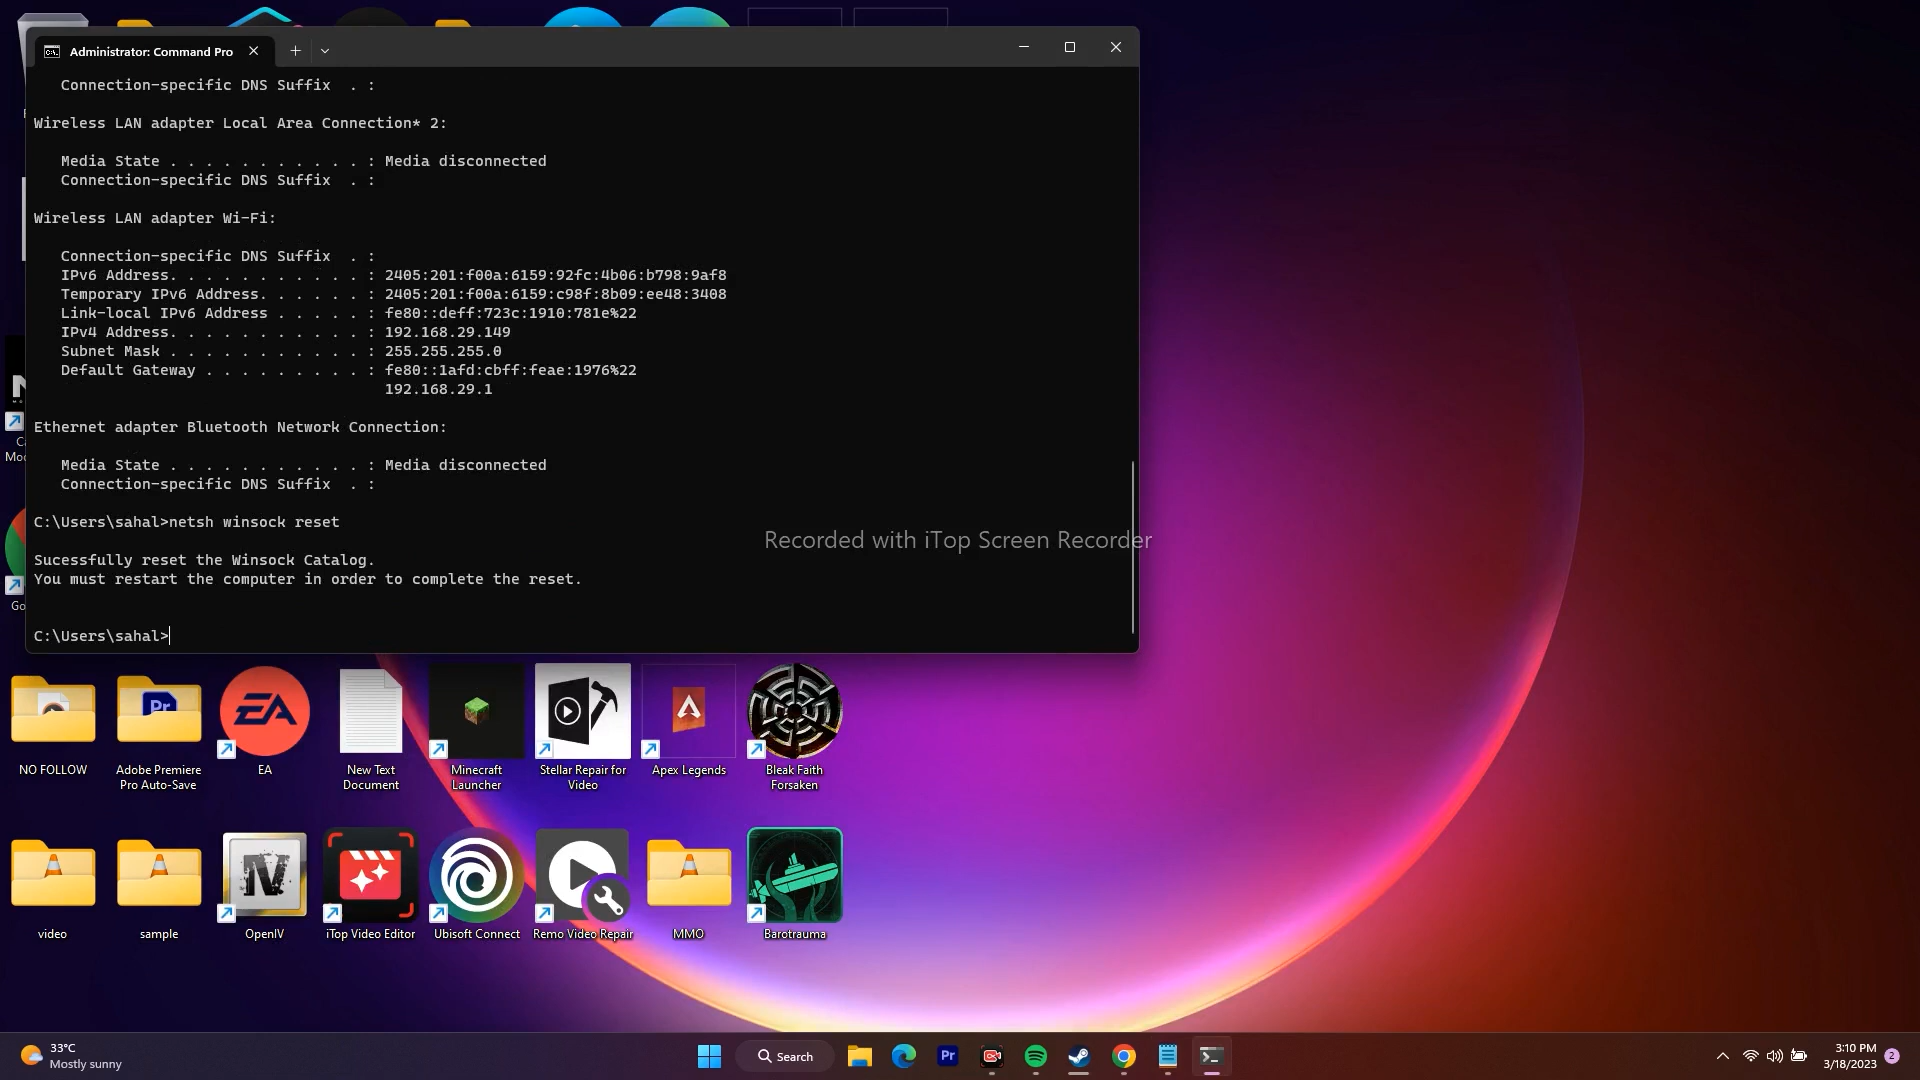 Administrator: Command Pro
Connection-specific DNS Suffix  . :
Wireless LAN adapter Local Area Connection* 2:
Media State . . . . . . . . . . . : Media disconnected
Connection-specific DNS Suffix  . :
Wireless LAN adapter Wi-Fi:
Connection-specific DNS Suffix  . :
IPv6 Address. . . . . . . . . . . : 2405:201:f00a:6159:92fc:4b06:b798:9af8
Temporary IPv6 Address. . . . . . : 2405:201:f00a:6159:c98f:8b09:ee48:3408
Link-local IPv6 Address . . . . . : fe80::deff:723c:1910:781e%22
IPv4 Address. . . . . . . . . . . : 192.168.29.149
Subnet Mask . . . . . . . . . . . : 255.255.255.0
Default Gateway . . . . . . . . . : fe80::1afd:cbff:feae:1976%22
192.168.29.1
Ethernet adapter Bluetooth Network Connection:
Media State . . . . . . . . . . . : Media disconnected
Connection-specific DNS Suffix  . :
C:\Users\sahal>netsh winsock reset
Sucessfully reset the Winsock Catalog.
You must restart the computer in order to complete the reset.
C:\Users\sahal>
Recorded with iTop Screen Recorder
NO FOLLOW
Adobe Premiere
Pro Auto-Save
EA
New Text
Document
Minecraft
Launcher
Stellar Repair for
Video
Apex Legends
Bleak Faith
Forsaken
video
sample
OpenIV
iTop Video Editor
Ubisoft Connect
Remo Video Repair
MMO
Barotrauma
33°C
Mostly sunny
Search
Pr
3:10 PM
3/18/2023
2